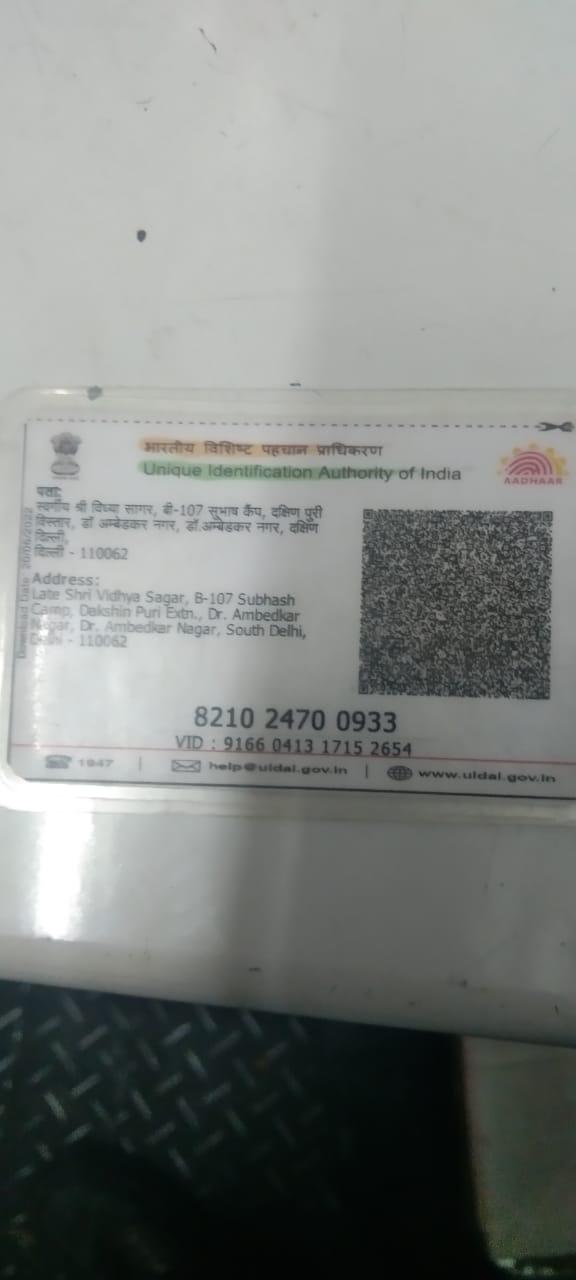 भारतीय विशिष्ट पहचान प्राधिकरण
Unique Identification Authority of India
AADHAAR
पता:
स्वर्गीय श्री विध्या सागर, बी-107 सुभाष कैंप, दक्षिण पुरी
विस्तार, डॉ अम्बेडकर नगर, डॉ.अम्बेडकर नगर, दक्षिण
दिल्ली,
दिल्ली - 110062
Address:
Late Shri Vidhya Sagar, B-107 Subhash
Camp, Dakshin Puri Extn., Dr. Ambedkar
Nagar, Dr. Ambedkar Nagar, South Delhi,
Delhi - 110062
Download Date:
8210 2470 0933
VID : 9166 0413 1715 2654
1947 | help@uidai.gov.in | www.uidai.gov.in